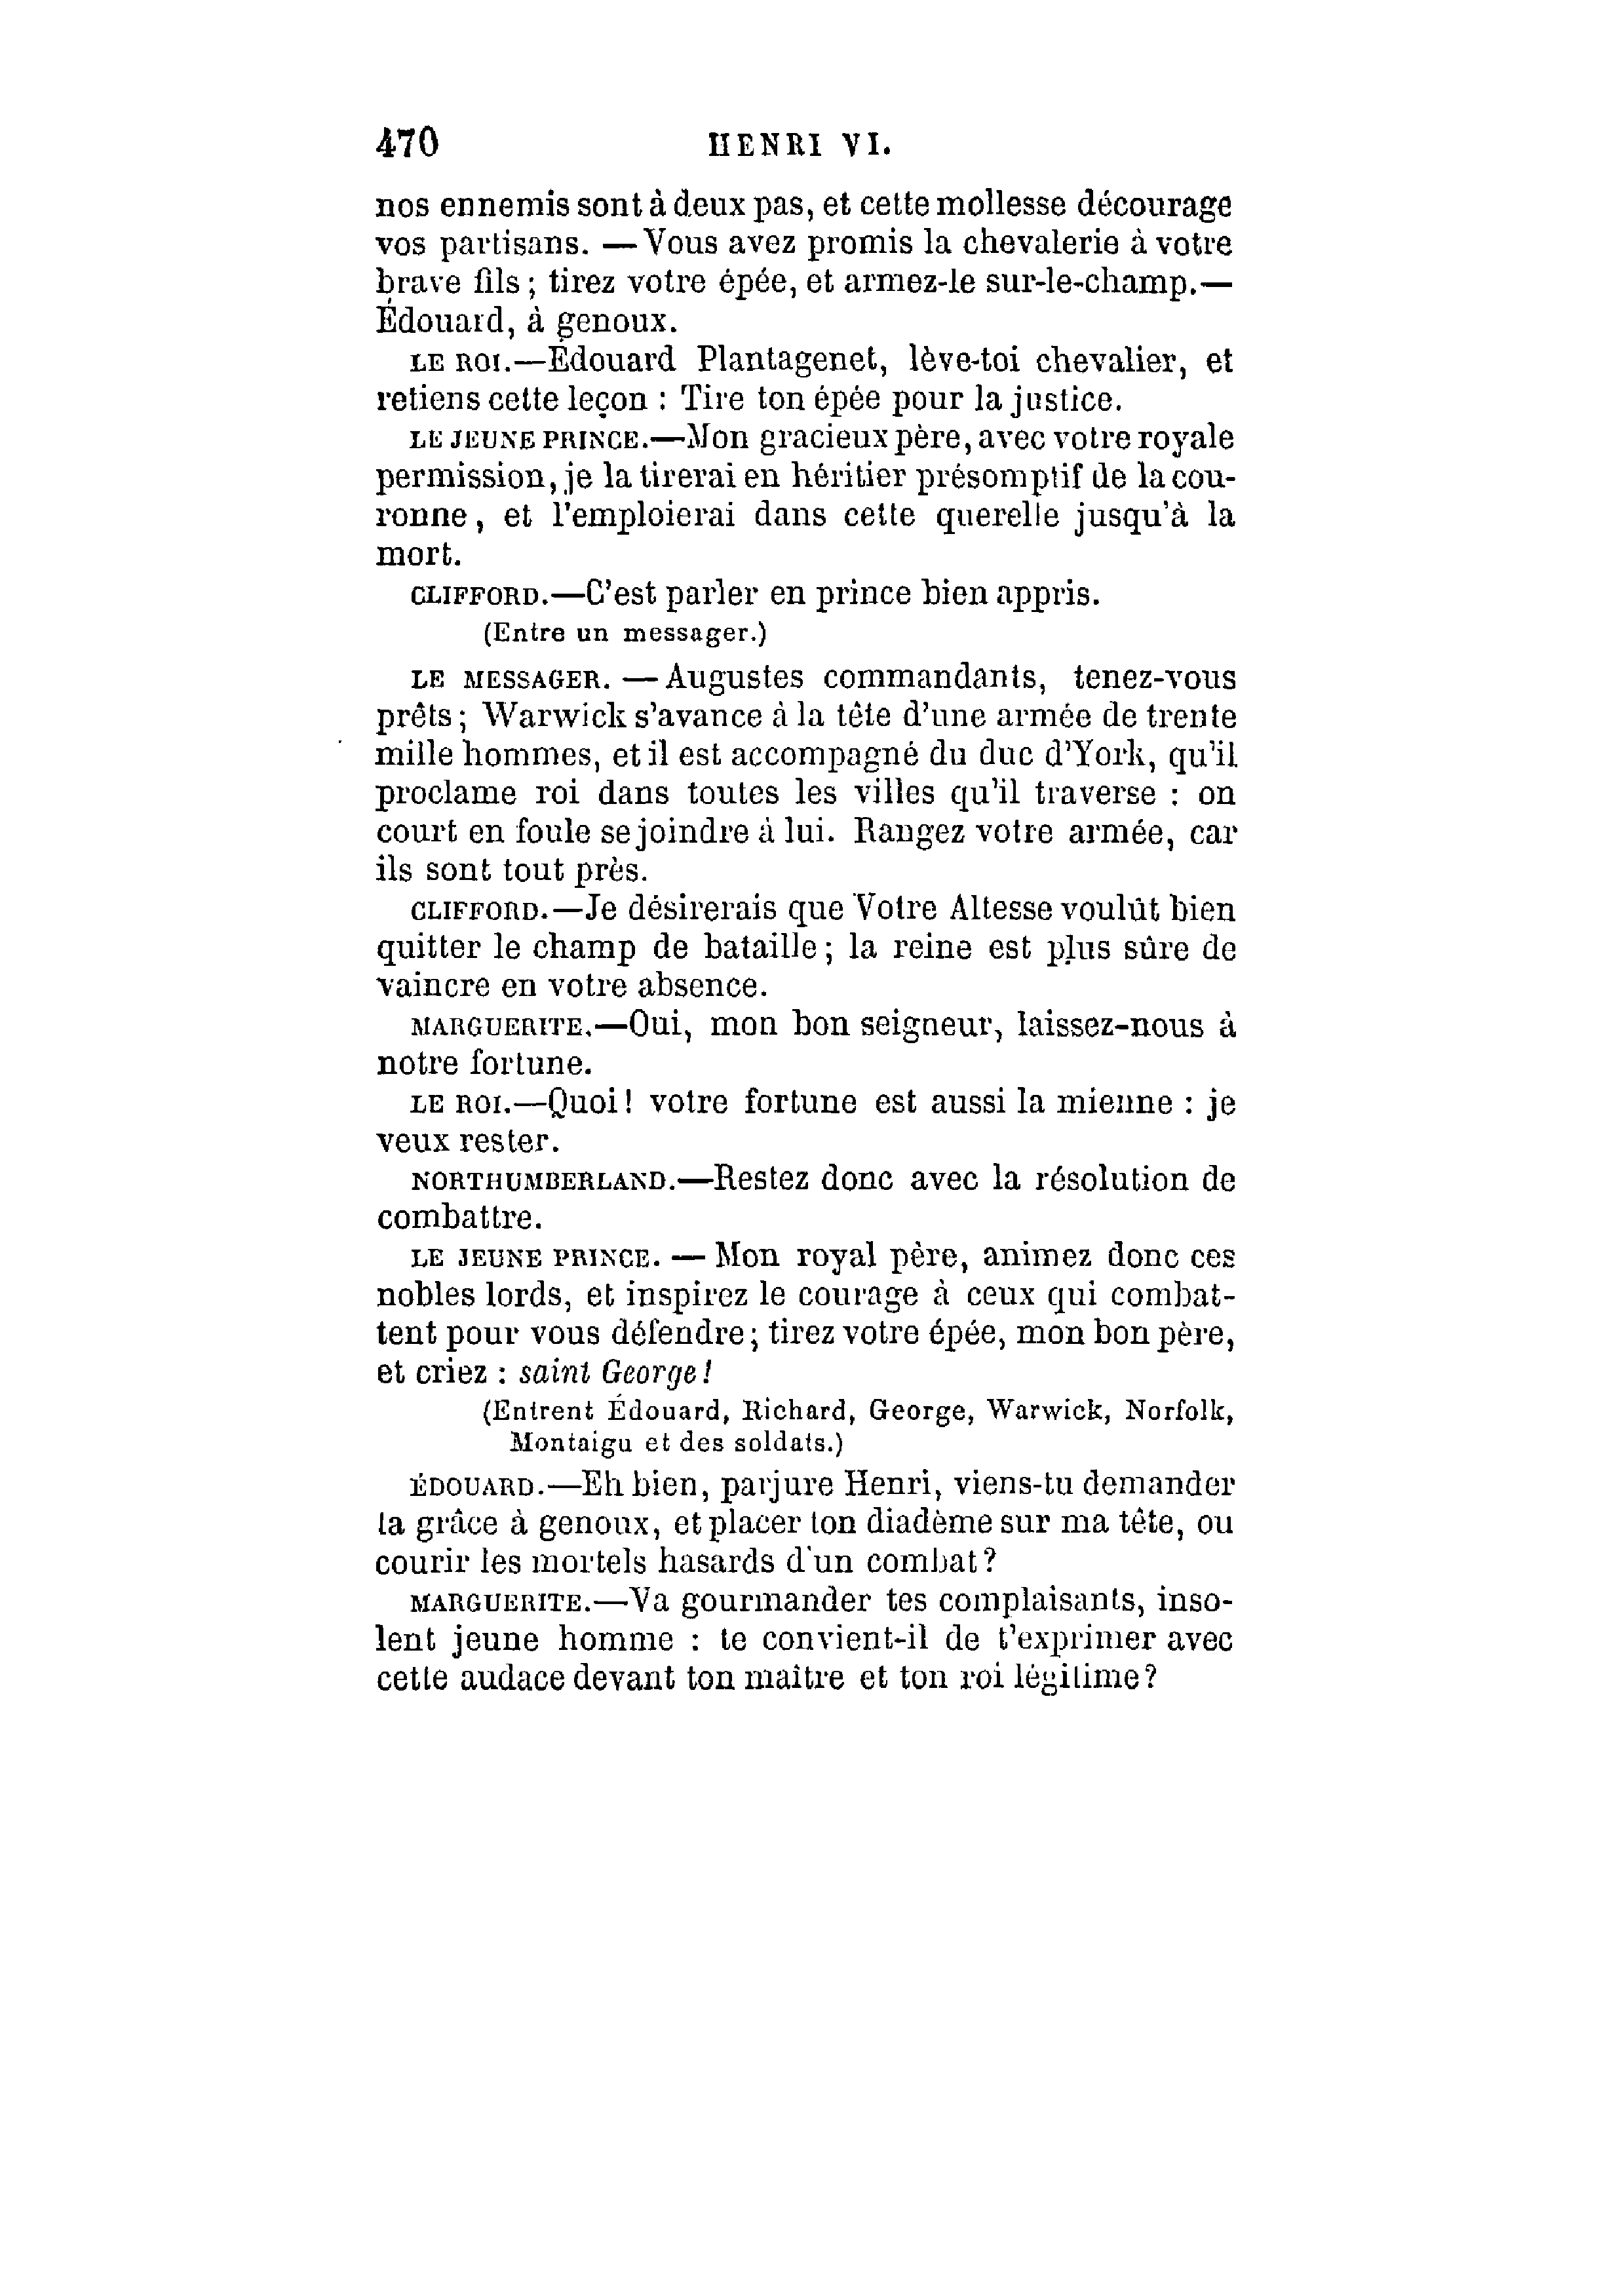 470 HENRI VI.
nos ennemis sont à deux pas, et cette mollesse décourage
vos partisans. — Vous avez promis la chevalerie à votre
brave fils ; tirez votre épée, et armez-le sur-le-champ.—
Édouard, à genoux.
LE ROI.—Édouard Plantagenet, lève-toi chevalier, et
retiens cette leçon : Tire ton épée pour la justice.
LE JEUNE PRINCE.—Mon gracieux père, avec votre royale
permission, je la tirerai en héritier présomptif de la cou-
ronne, et l'emploierai dans cette querelle jusqu'à la
mort.
CLIFFORD.—C'est parler en prince bien appris.
(Entre un messager.)
LE MESSAGER. — Augustes commandants, tenez-vous
prêts ; Warwick s'avance à la tête d'une armée de trente
mille hommes, et il est accompagné du duc d'York, qu'il
proclame roi dans toutes les villes qu'il traverse : on
court en foule se joindre à lui. Rangez votre armée, car
ils sont tout près.
CLIFFORD.—Je désirerais que Votre Altesse voulût bien
quitter le champ de bataille ; la reine est plus sûre de
vaincre en votre absence.
MARGUERITE.—Oui, mon bon seigneur, laissez-nous à
notre fortune.
LE ROI.—Quoi ! votre fortune est aussi la mienne : je
veux rester.
NORTHUMBERLAND.—Restez donc avec la résolution de
combattre.
LE JEUNE PRINCE. — Mon royal père, animez donc ces
nobles lords, et inspirez le courage à ceux qui combat-
tent pour vous défendre ; tirez votre épée, mon bon père,
et criez : saint George !
(Entrent Édouard, Richard, George, Warwick, Norfolk,
Montaigu et des soldats.)
ÉDOUARD.—Eh bien, parjure Henri, viens-tu demander
ta grâce à genoux, et placer ton diadème sur ma tête, ou
courir les mortels hasards d'un combat ?
MARGUERITE.—Va gourmander tes complaisants, inso-
lent jeune homme : te convient-il de t'exprimer avec
cette audace devant ton maître et ton roi légitime ?